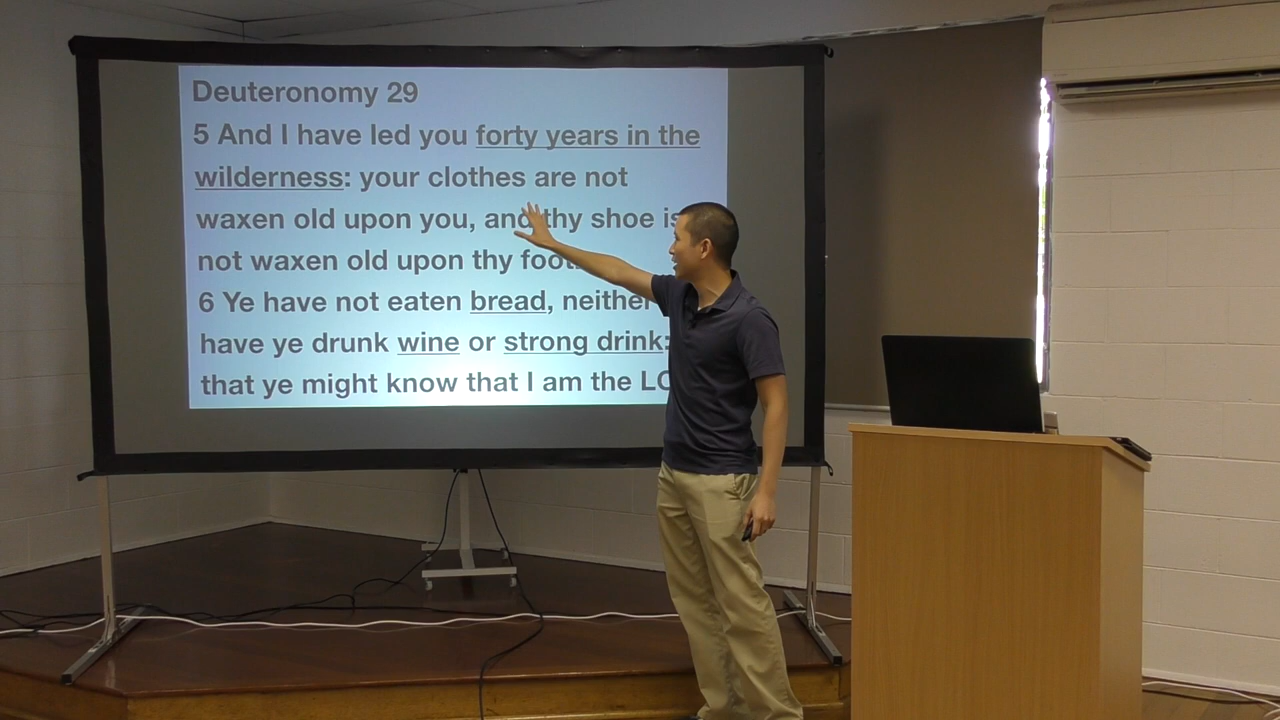 Deuteronomy 29
5 And I have led you forty years in the
wilderness: your clothes are not
waxen old upon you, and thy shoe is
not waxen old upon thy foot.
6 Ye have not eaten bread, neither
have ye drunk wine or strong drink:
that ye might know that I am the